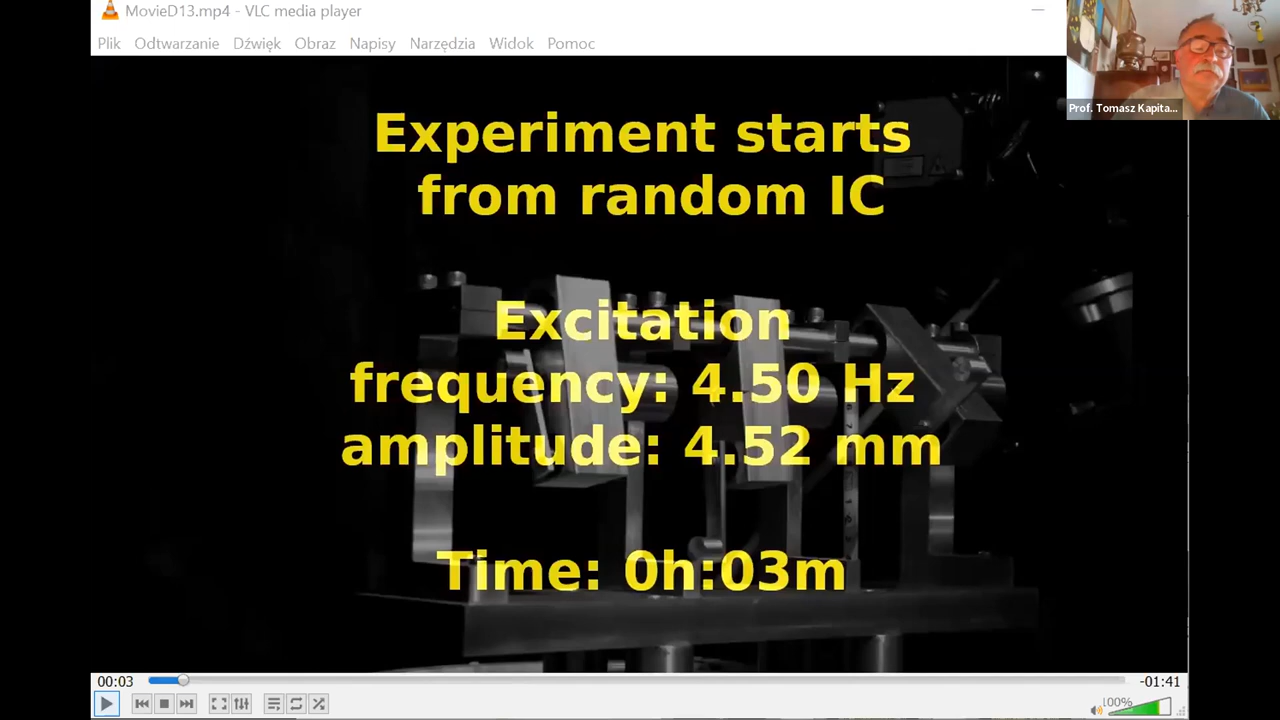 MovieD13.mp4 - VLC media player
Plik Odtwarzanie Dźwięk Obraz Napisy Narzędzia Widok Pomoc
Prof. Tomasz Kapita...
Experiment starts
from random IC
Excitation
frequency: 4.50 Hz
amplitude: 4.52 mm
Time: 0h:03m
00:03
-01:41
100%